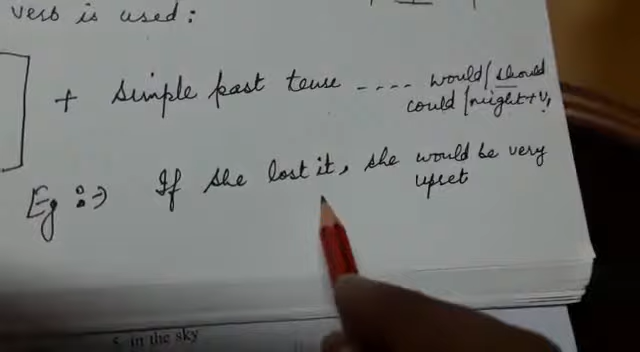 verb is used:
+ simple past tense .... would/should
could/might+V1
Eg :-) If she lost it, she would be very
upset
5. in the sky